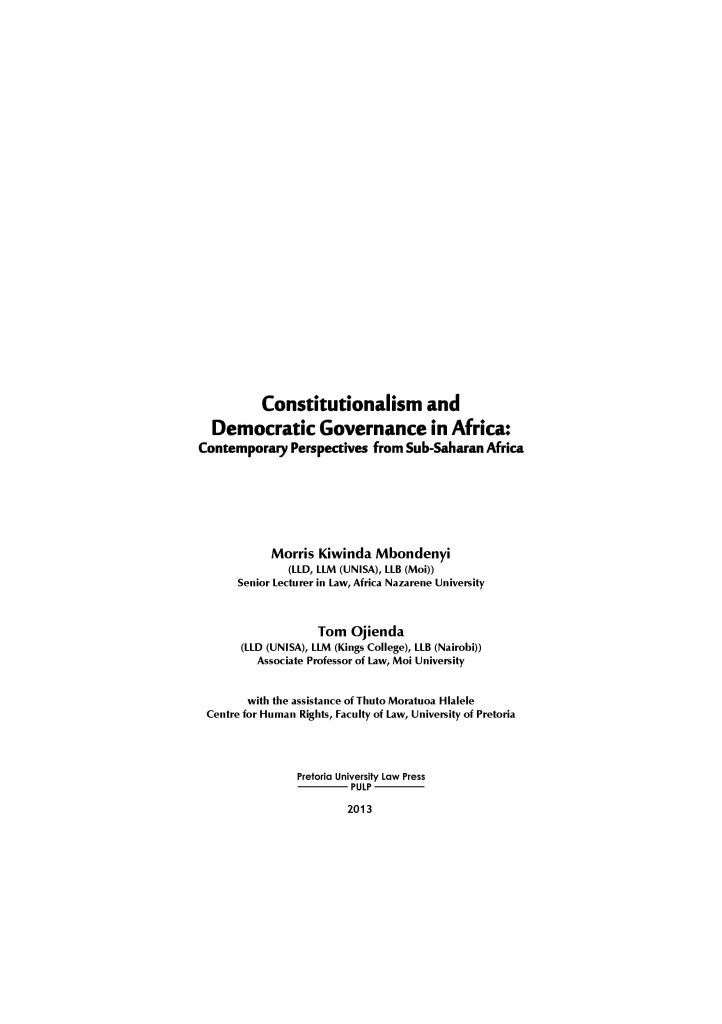 Constitutionalism and
Democratic Governance in Africa:
Contemporary Perspectives from Sub-Saharan Africa
Morris Kiwinda Mbondenyi
(LLD, LLM (UNISA), LLB (Moi))
Senior Lecturer in Law, Africa Nazarene University
Tom Ojienda
(LLD (UNISA), LLM (Kings College), LLB (Nairobi))
Associate Professor of Law, Moi University
with the assistance of Thuto Moratuoa Hlalele
Centre for Human Rights, Faculty of Law, University of Pretoria
Pretoria University Law Press
PULP
2013